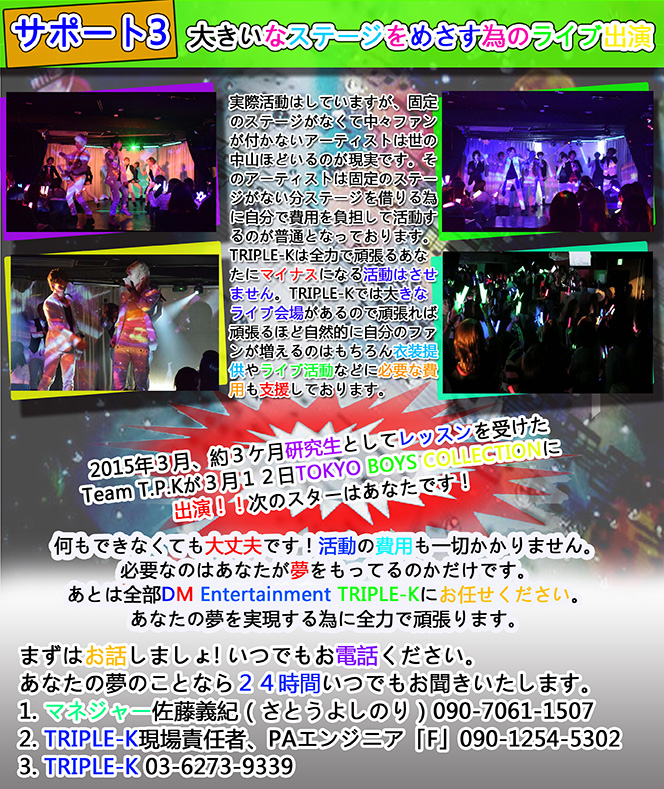 サポート3 大きいなステージをめざす為のライブ出演
実際活動はしていますが、固定
のステージがなくて中々ファン
が付かないアーティストは世の
中山ほどいるのが現実です。そ
のアーティストは固定のステー
ジがない分ステージを借りる為
に自分で費用を負担して活動す
るのが普通となっております。
TRIPLE-Kは全力で頑張るあな
たにマイナスになる活動はさせ
ません。TRIPLE-Kでは大きな
ライブ会場があるので頑張れば
頑張るほど自然的に自分のファ
ンが増えるのはもちろん衣装提
供やライブ活動などに必要な費
用も支援しております。
2015年３月、約３ケ月研究生としてレッスンを受けた
Team T.P.Kが３月１２日TOKYO BOYS COLLECTIONに
出演！！次のスターはあなたです！
何もできなくても大丈夫です！活動の費用も一切かかりません。
必要なのはあなたが夢をもってるのかだけです。
あとは全部DM Entertainment TRIPLE-Kにお任せください。
あなたの夢を実現する為に全力で頑張ります。
まずはお話しましょ! いつでもお電話ください。
あなたの夢のことなら２４時間いつでもお聞きいたします。
1. マネジャー佐藤義紀 ( さとうよしのり ) 090-7061-1507
2. TRIPLE-K現場責任者、PAエンジニア「F」090-1254-5302
3. TRIPLE-K 03-6273-9339